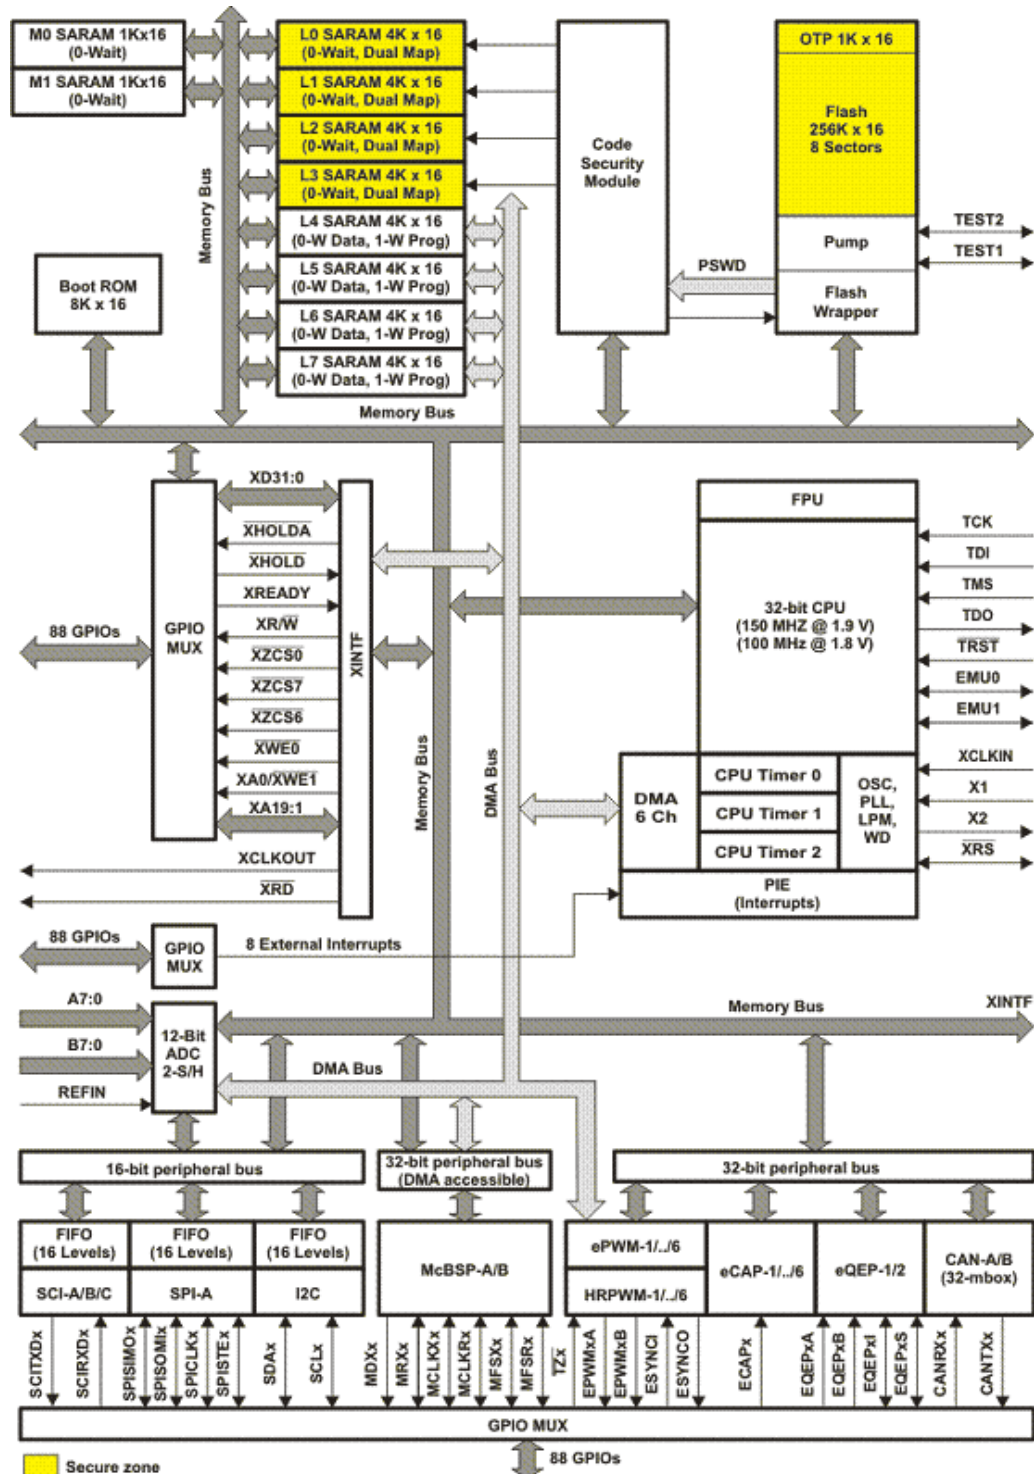 M0 SARAM 1Kx16
(0-Wait)
M1 SARAM 1Kx16
(0-Wait)
L0 SARAM 4K x 16
(0-Wait, Dual Map)
L1 SARAM 4K x 16
(0-Wait, Dual Map)
L2 SARAM 4K x 16
(0-Wait, Dual Map)
L3 SARAM 4K x 16
(0-Wait, Dual Map)
L4 SARAM 4K x 16
(0-W Data, 1-W Prog)
L5 SARAM 4K x 16
(0-W Data, 1-W Prog)
L6 SARAM 4K x 16
(0-W Data, 1-W Prog)
L7 SARAM 4K x 16
(0-W Data, 1-W Prog)
Memory Bus
Boot ROM
8K x 16
Code
Security
Module
OTP 1K x 16
Flash
256K x 16
8 Sectors
Pump
Flash
Wrapper
TEST2
TEST1
PSWD
Memory Bus
GPIO
MUX
88 GPIOs
XD31:0
XHOLDA
XHOLD
XREADY
XR/W
XZCS0
XZCS7
XZCS6
XWE0
XA0/XWE1
XA19:1
XCLKOUT
XRD
XINTF
Memory Bus
DMA Bus
FPU
32-bit CPU
(150 MHZ @ 1.9 V)
(100 MHz @ 1.8 V)
TCK
TDI
TMS
TDO
TRST
EMU0
EMU1
XCLKIN
X1
X2
XRS
DMA
6 Ch
CPU Timer 0
CPU Timer 1
CPU Timer 2
OSC,
PLL,
LPM,
WD
PIE
(Interrupts)
88 GPIOs
GPIO
MUX
8 External Interrupts
A7:0
B7:0
REFIN
12-Bit
ADC
2-S/H
Memory Bus
XINTF
DMA Bus
16-bit peripheral bus
32-bit peripheral bus
(DMA accessible)
32-bit peripheral bus
FIFO
(16 Levels)
SCI-A/B/C
FIFO
(16 Levels)
SPI-A
FIFO
(16 Levels)
I2C
McBSP-A/B
ePWM-1/../6
HRPWM-1/../6
eCAP-1/../6
eQEP-1/2
CAN-A/B
(32-mbox)
SCITXDx
SCIRXDx
SPISIMOx
SPISOMIx
SPICLKx
SPISTEx
SDAx
SCLx
MDXx
MRXx
MCLKXx
MCLKRx
MFSXx
MFSRx
TZx
EPWMxA
EPWMxB
ESYNCI
ESYNCO
ECAPx
EQEPxA
EQEPxB
EQEPxI
EQEPxS
CANRXx
CANTXx
GPIO MUX
88 GPIOs
Secure zone